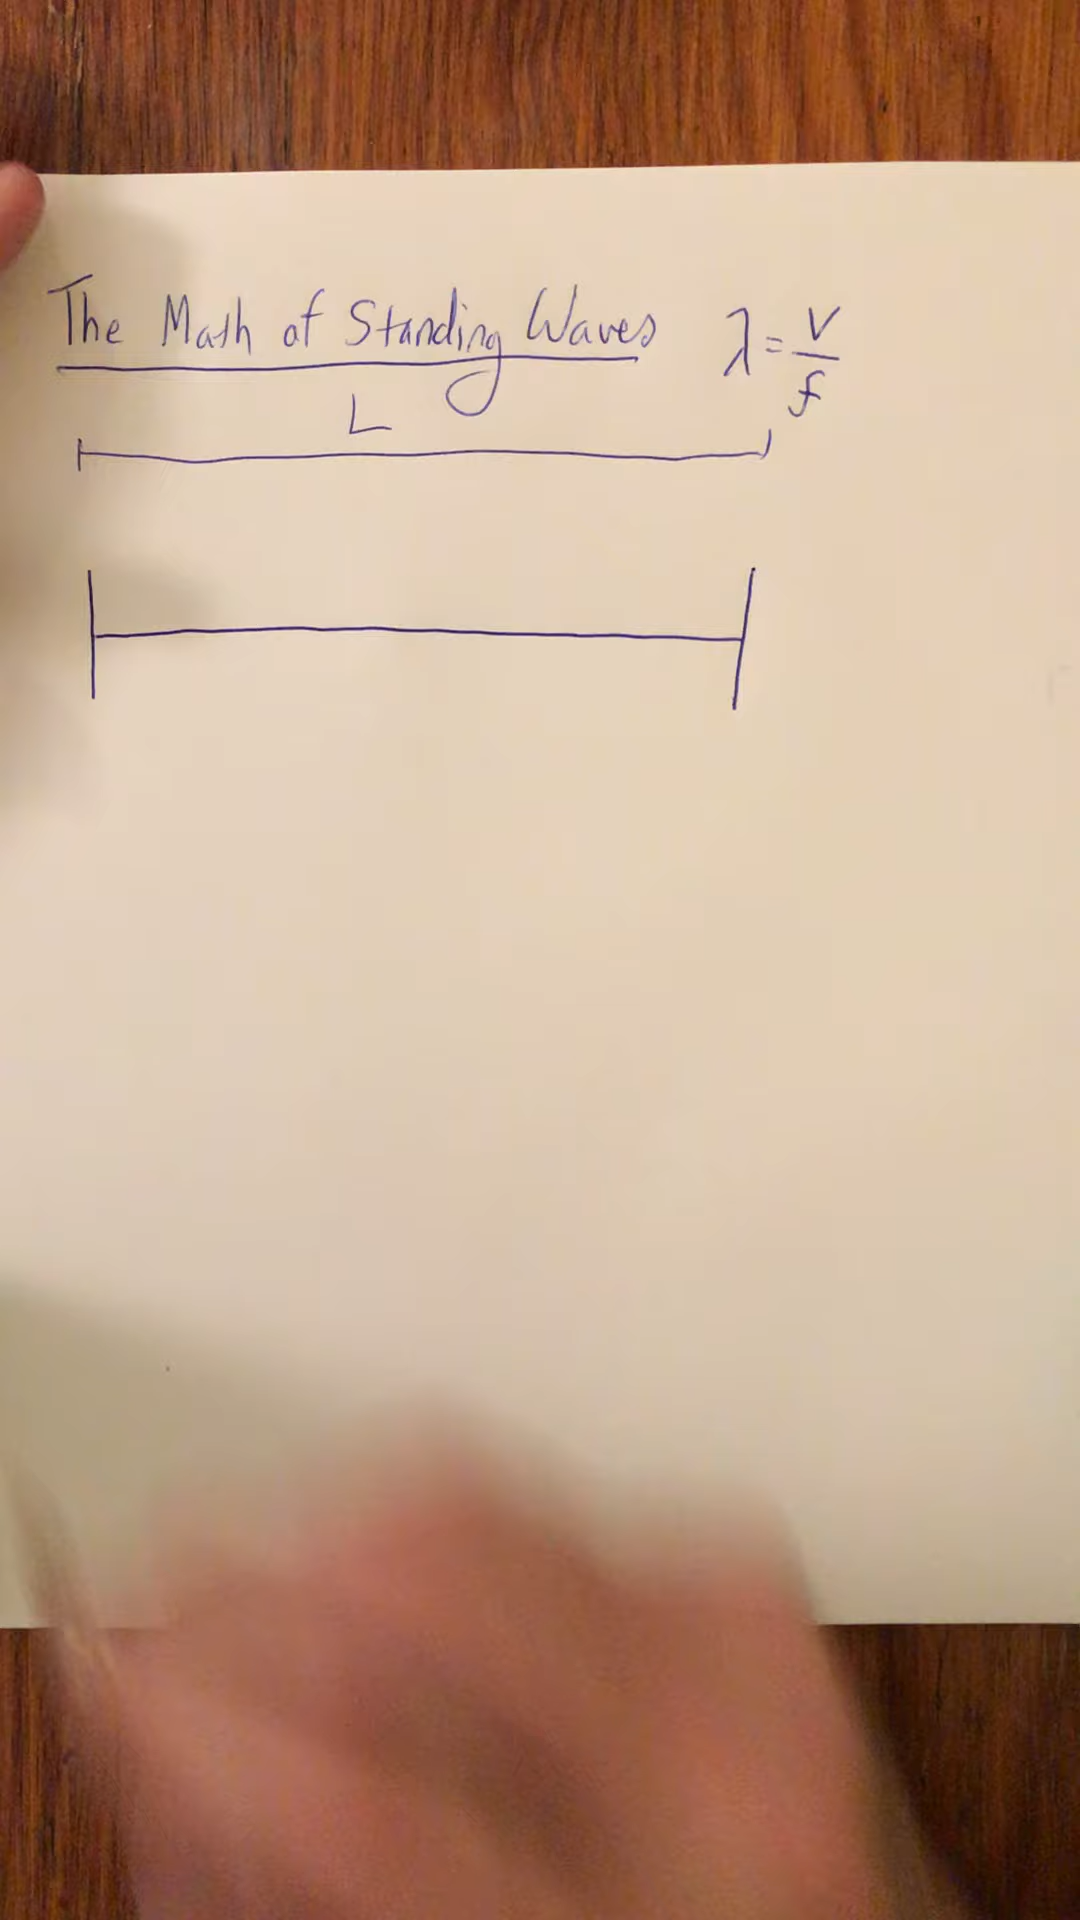 The Math of Standing Waves λ = v/f
L